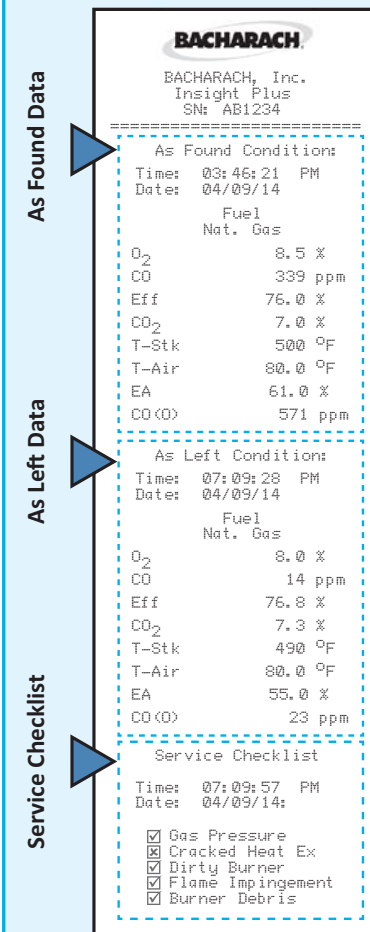 BACHARACH
BACHARACH, Inc.
Insight Plus
SN: AB1234
=========================
As Found Data
As Found Condition:
Time: 03:46:21 PM
Date: 04/09/14
Fuel
Nat. Gas
O₂ 8.5 %
CO 339 ppm
Eff 76.0 %
CO₂ 7.0 %
T-Stk 500 °F
T-Air 80.0 °F
EA 61.0 %
CO(O) 571 ppm
As Left Data
As Left Condition:
Time: 07:09:28 PM
Date: 04/09/14
Fuel
Nat. Gas
O₂ 8.0 %
CO 14 ppm
Eff 76.8 %
CO₂ 7.3 %
T-Stk 490 °F
T-Air 80.0 °F
EA 55.0 %
CO(O) 23 ppm
Service Checklist
Service Checklist
Time: 07:09:57 PM
Date: 04/09/14:
☑ Gas Pressure
☒ Cracked Heat Ex
☑ Dirty Burner
☑ Flame Impingement
☑ Burner Debris